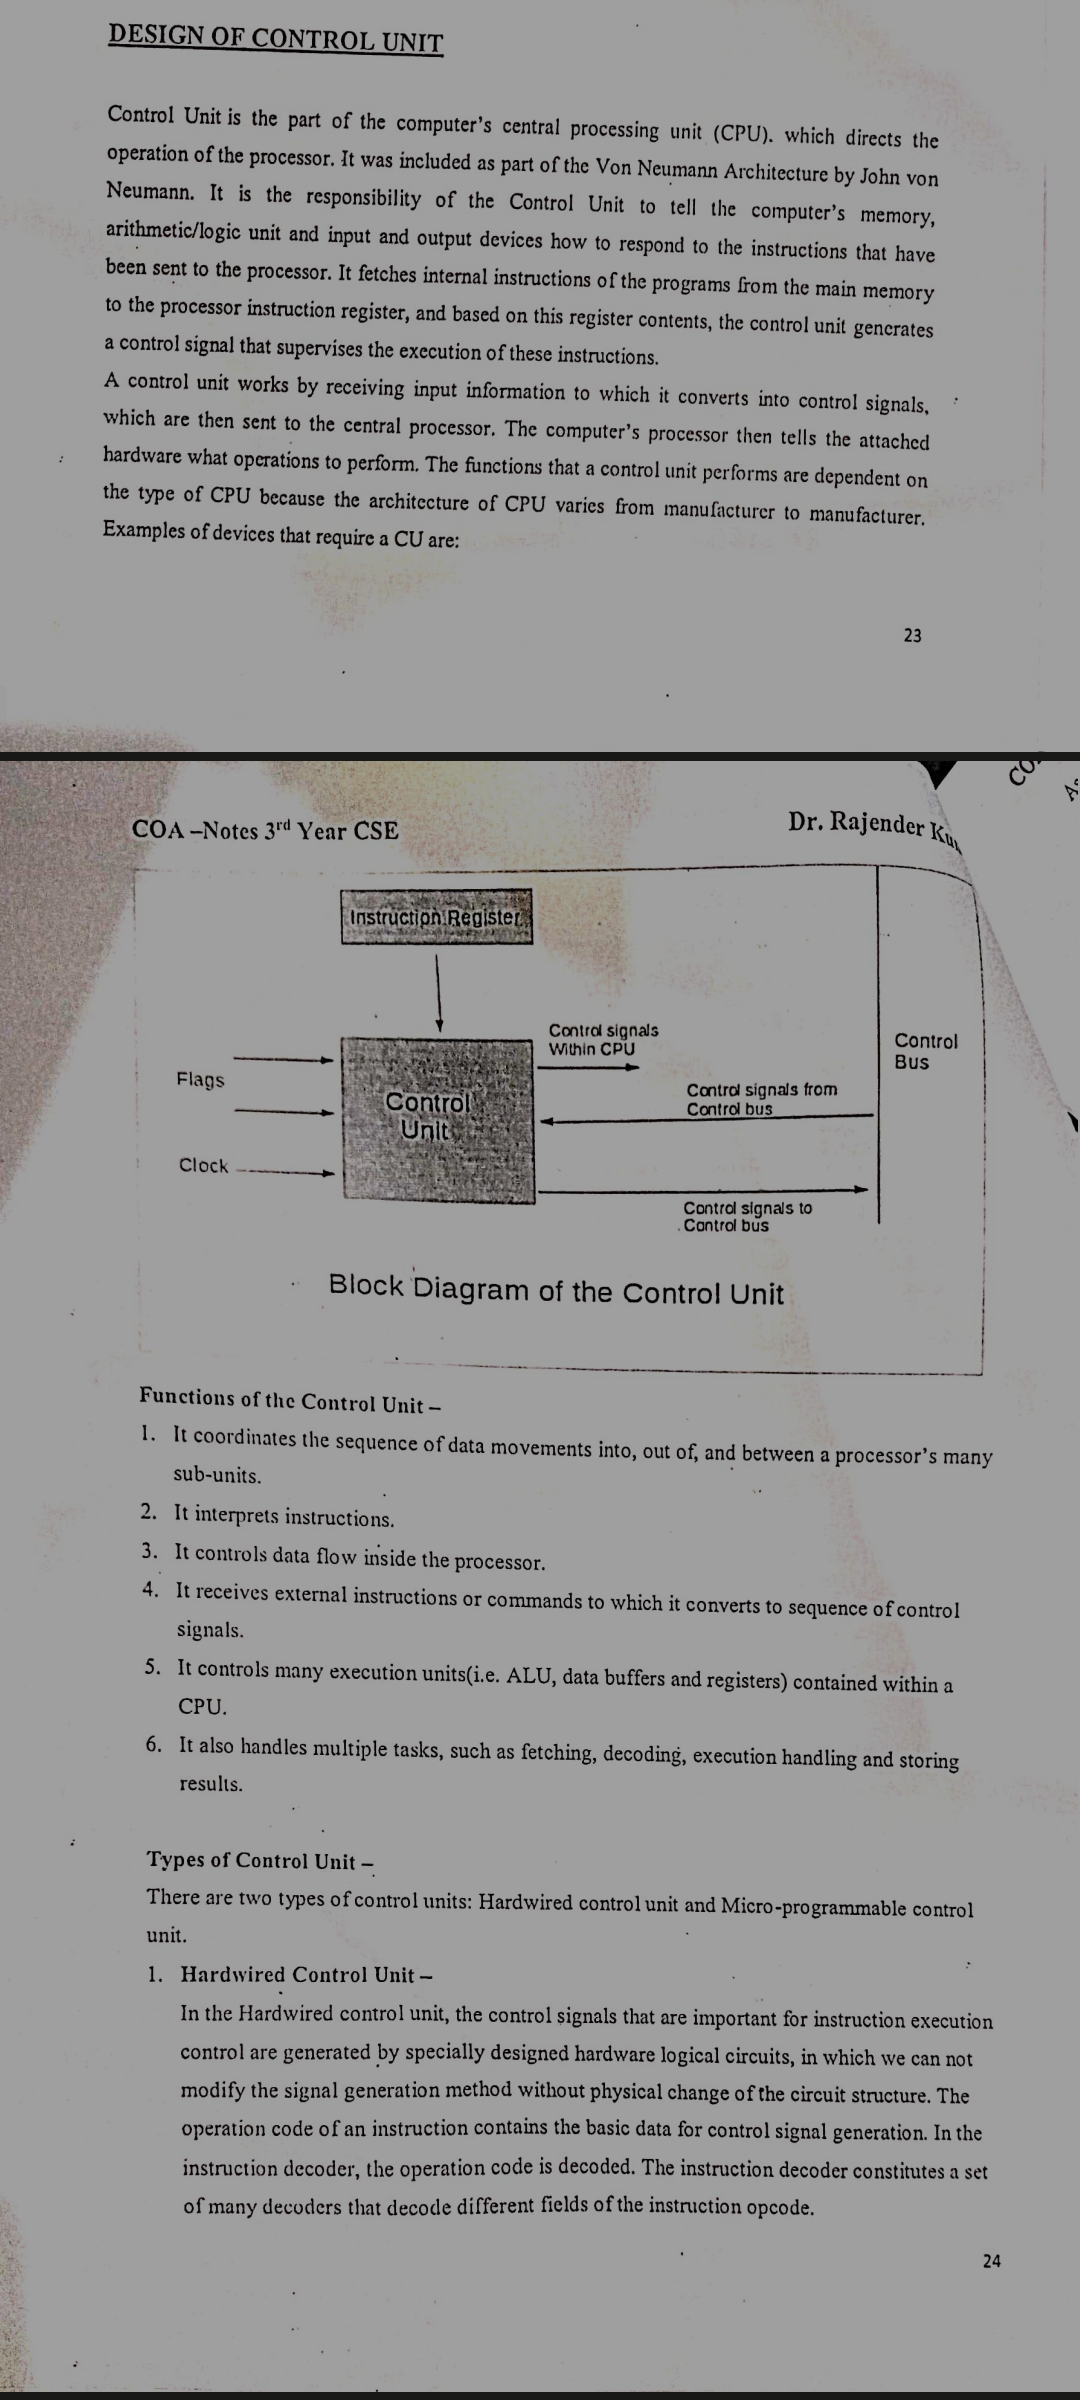 DESIGN OF CONTROL UNIT
Control Unit is the part of the computer's central processing unit (CPU). which directs the
operation of the processor. It was included as part of the Von Neumann Architecture by John von
Neumann. It is the responsibility of the Control Unit to tell the computer's memory,
arithmetic/logic unit and input and output devices how to respond to the instructions that have
been sent to the processor. It fetches internal instructions of the programs from the main memory
to the processor instruction register, and based on this register contents, the control unit generates
a control signal that supervises the execution of these instructions.
A control unit works by receiving input information to which it converts into control signals,
which are then sent to the central processor. The computer's processor then tells the attached
hardware what operations to perform. The functions that a control unit performs are dependent on
the type of CPU because the architecture of CPU varies from manufacturer to manufacturer.
Examples of devices that require a CU are:
23
COA –Notes 3rd Year CSE
Dr. Rajender
Instruction Register
Control signals
Within CPU
Control
Bus
Flags
Control
Unit
Control signals from
Control bus
Clock
Control signals to
Control bus
Block Diagram of the Control Unit
Functions of the Control Unit –
1. It coordinates the sequence of data movements into, out of, and between a processor's many
sub-units.
2. It interprets instructions.
3. It controls data flow inside the processor.
4. It receives external instructions or commands to which it converts to sequence of control
signals.
5. It controls many execution units(i.e. ALU, data buffers and registers) contained within a
CPU.
6. It also handles multiple tasks, such as fetching, decoding, execution handling and storing
results.
Types of Control Unit –
There are two types of control units: Hardwired control unit and Micro-programmable control
unit.
1. Hardwired Control Unit –
In the Hardwired control unit, the control signals that are important for instruction execution
control are generated by specially designed hardware logical circuits, in which we can not
modify the signal generation method without physical change of the circuit structure. The
operation code of an instruction contains the basic data for control signal generation. In the
instruction decoder, the operation code is decoded. The instruction decoder constitutes a set
of many decoders that decode different fields of the instruction opcode.
24